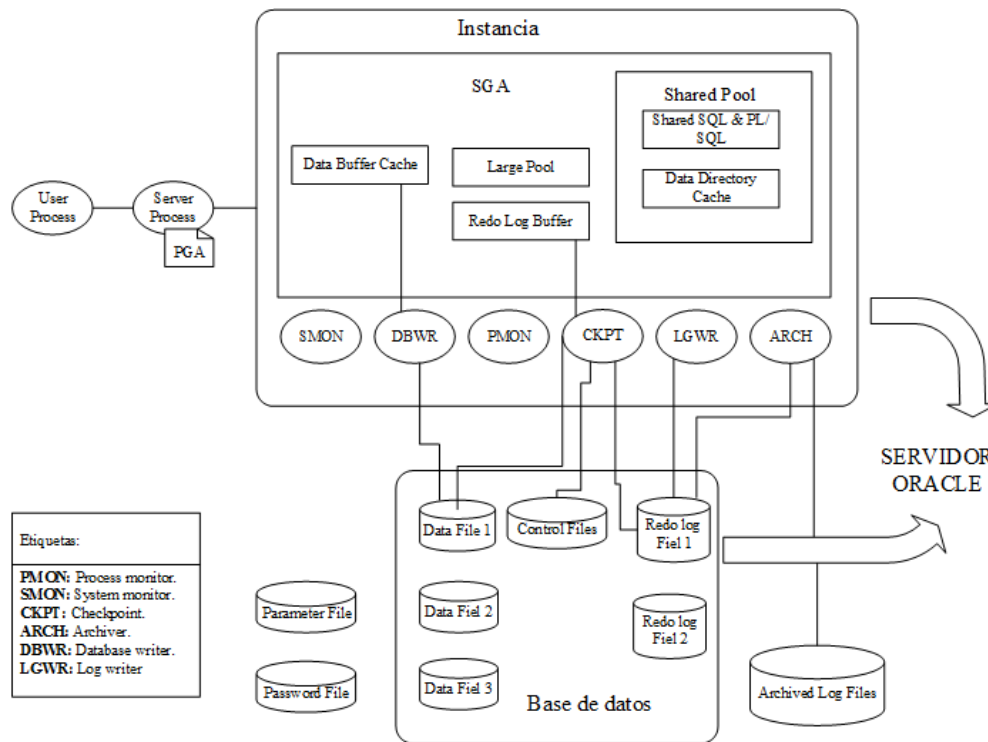 Instancia
SGA
Shared Pool
Shared SQL & PL/
SQL
Data Buffer Cache
Large Pool
Data Directory
Cache
Redo Log Buffer
User
Process
Server
Process
PGA
SMON
DBWR
PMON
CKPT
LGWR
ARCH
SERVIDOR
ORACLE
Data File 1
Control Files
Redo log
Fiel 1
Etiquetas:
PMON: Process monitor.
SMON: System monitor.
CKPT: Checkpoint.
ARCH: Archiver.
DBWR: Database writer.
LGWR: Log writer
Parameter File
Data Fiel 2
Redo log
Fiel 2
Password File
Data Fiel 3
Archived Log Files
Base de datos